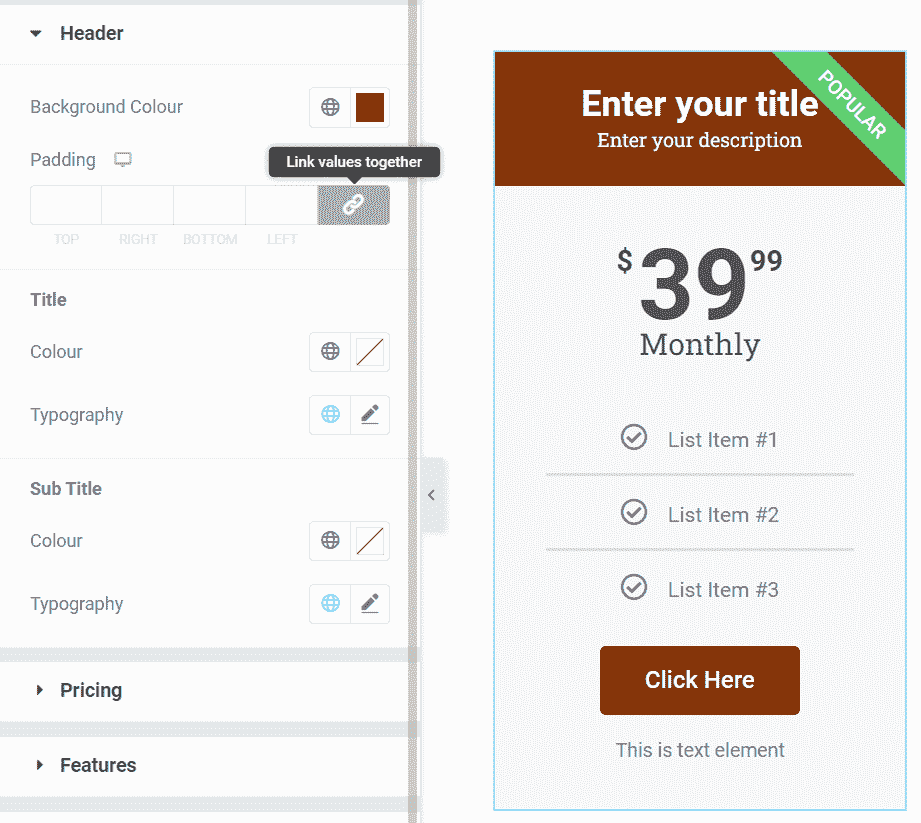 Header
Background Colour
Padding
Link values together
TOP RIGHT BOTTOM LEFT
Title
Colour
Typography
Sub Title
Colour
Typography
Pricing
Features
POPULAR
Enter your title
Enter your description
$39 99
Monthly
List Item #1
List Item #2
List Item #3
Click Here
This is text element